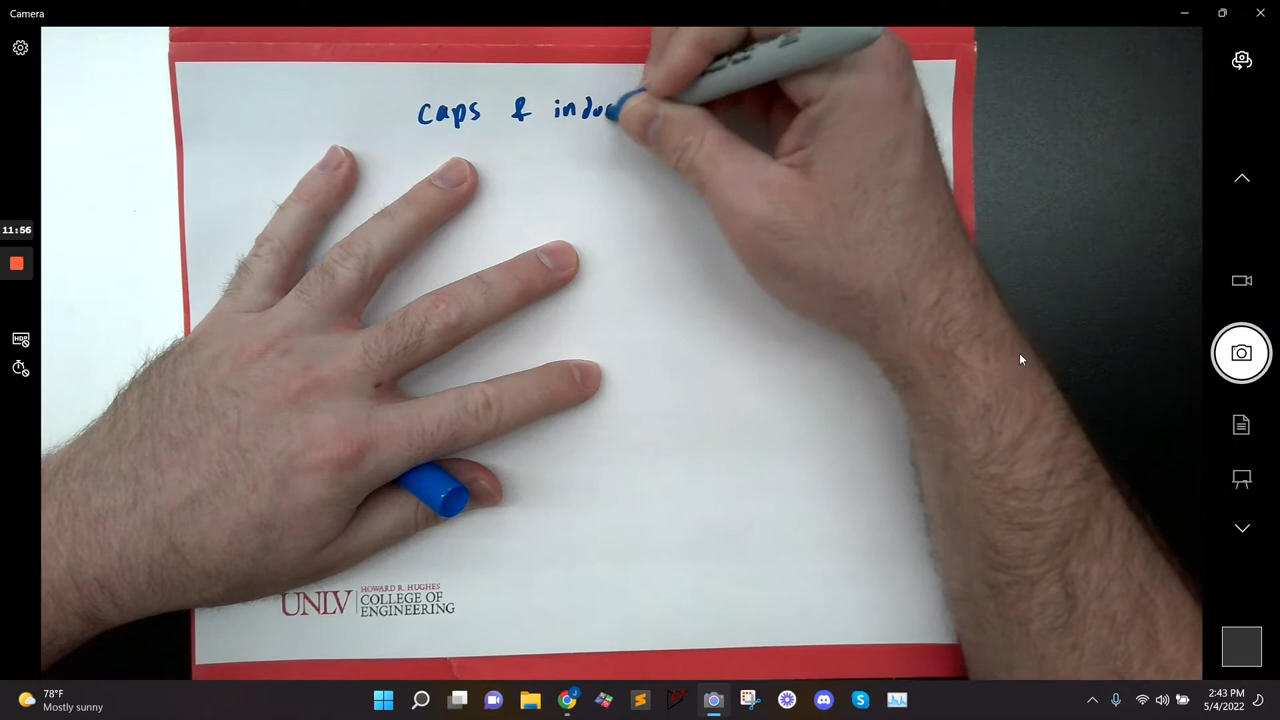 Camera
caps & induc
11:56
UNLV
HOWARD R. HUGHES
COLLEGE OF
ENGINEERING
78°F
Mostly sunny
2:43 PM
5/4/2022